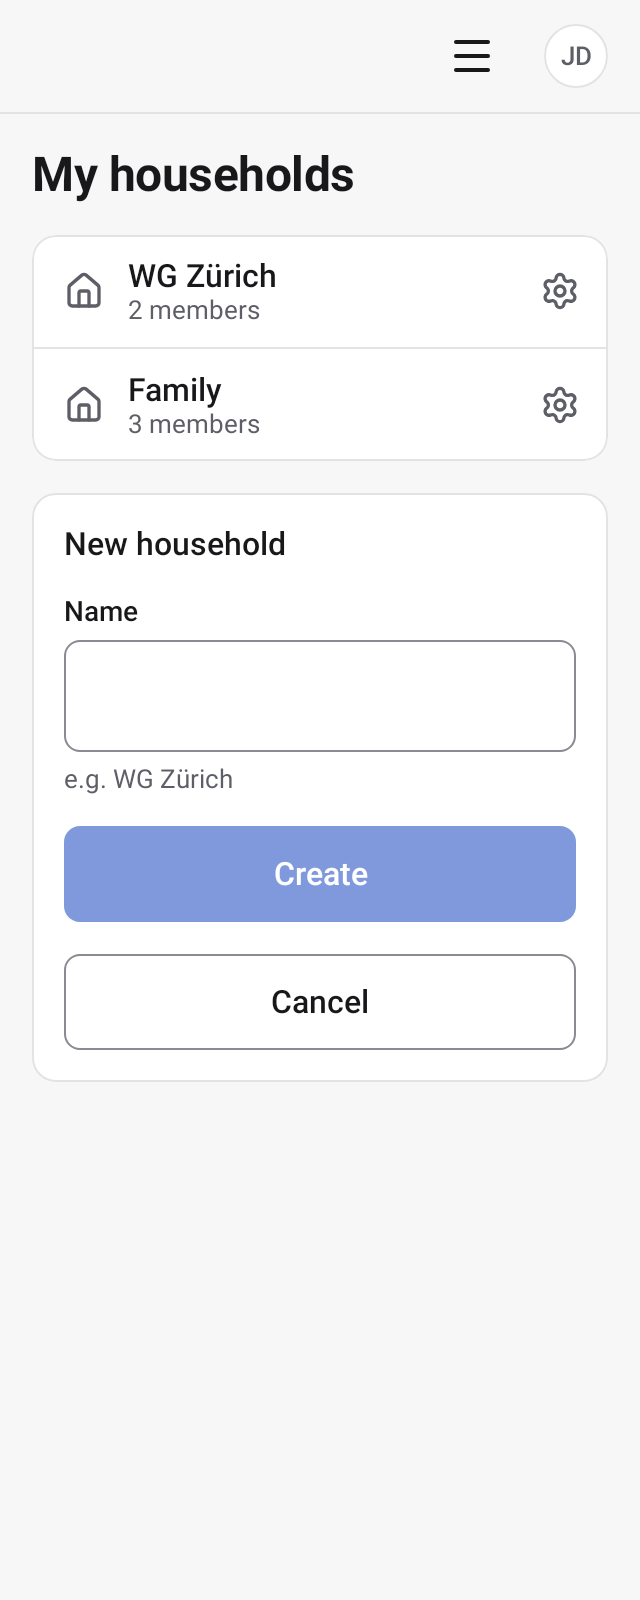 JD
My households
WG Zürich
2 members
Family
3 members
New household
Name
e.g. WG Zürich
Create
Cancel